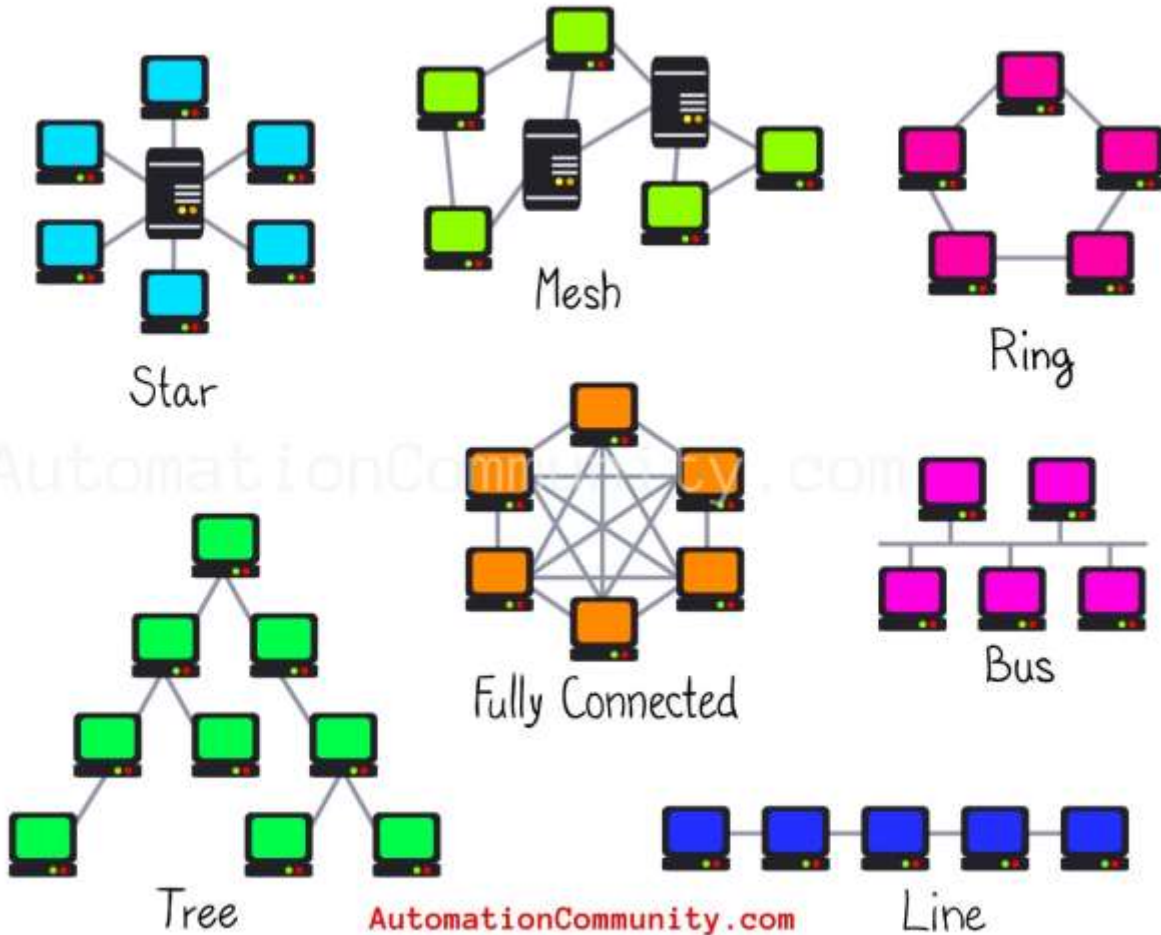 Mesh
Ring
Star
AutomationCommunity.com
Fully Connected
Bus
Tree
AutomationCommunity.com
Line